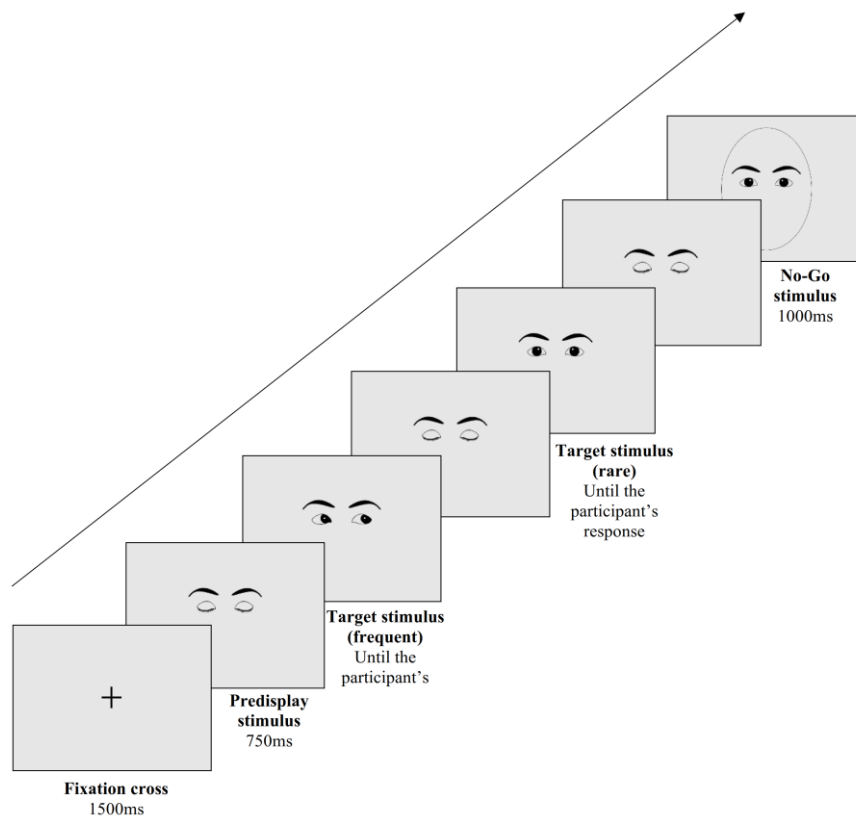 Fixation cross
1500ms
Predisplay
stimulus
750ms
Target stimulus
(frequent)
Until the
participant's
Target stimulus
(rare)
Until the
participant's
response
No-Go
stimulus
1000ms